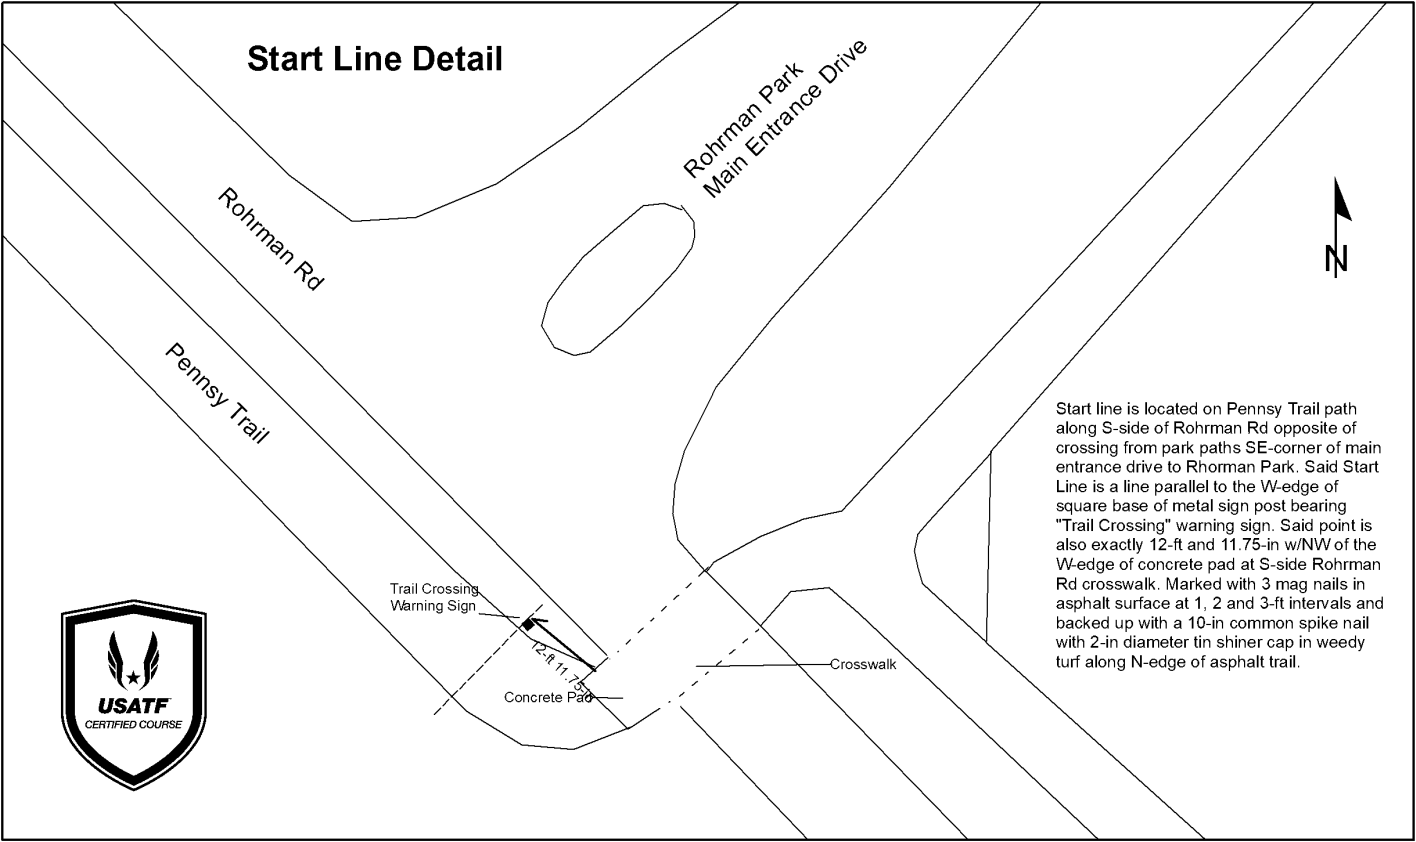 Start Line Detail
Rohrman Park
Main Entrance Drive
Rohrman Rd
Pennsy Trail
N
Start line is located on Pennsy Trail path
along S-side of Rohrman Rd opposite of
crossing from park paths SE-corner of main
entrance drive to Rhorman Park. Said Start
Line is a line parallel to the W-edge of
square base of metal sign post bearing
"Trail Crossing" warning sign. Said point is
also exactly 12-ft and 11.75-in w/NW of the
W-edge of concrete pad at S-side Rohrman
Rd crosswalk. Marked with 3 mag nails in
asphalt surface at 1, 2 and 3-ft intervals and
backed up with a 10-in common spike nail
with 2-in diameter tin shiner cap in weedy
turf along N-edge of asphalt trail.
Trail Crossing
Warning Sign
12-ft 11.75-in
Concrete Pad
Crosswalk
USATF
CERTIFIED COURSE